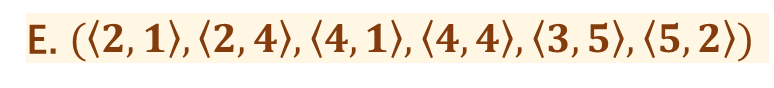 E. (⟨2, 1⟩, ⟨2, 4⟩, ⟨4, 1⟩, ⟨4, 4⟩, ⟨3, 5⟩, ⟨5, 2⟩)